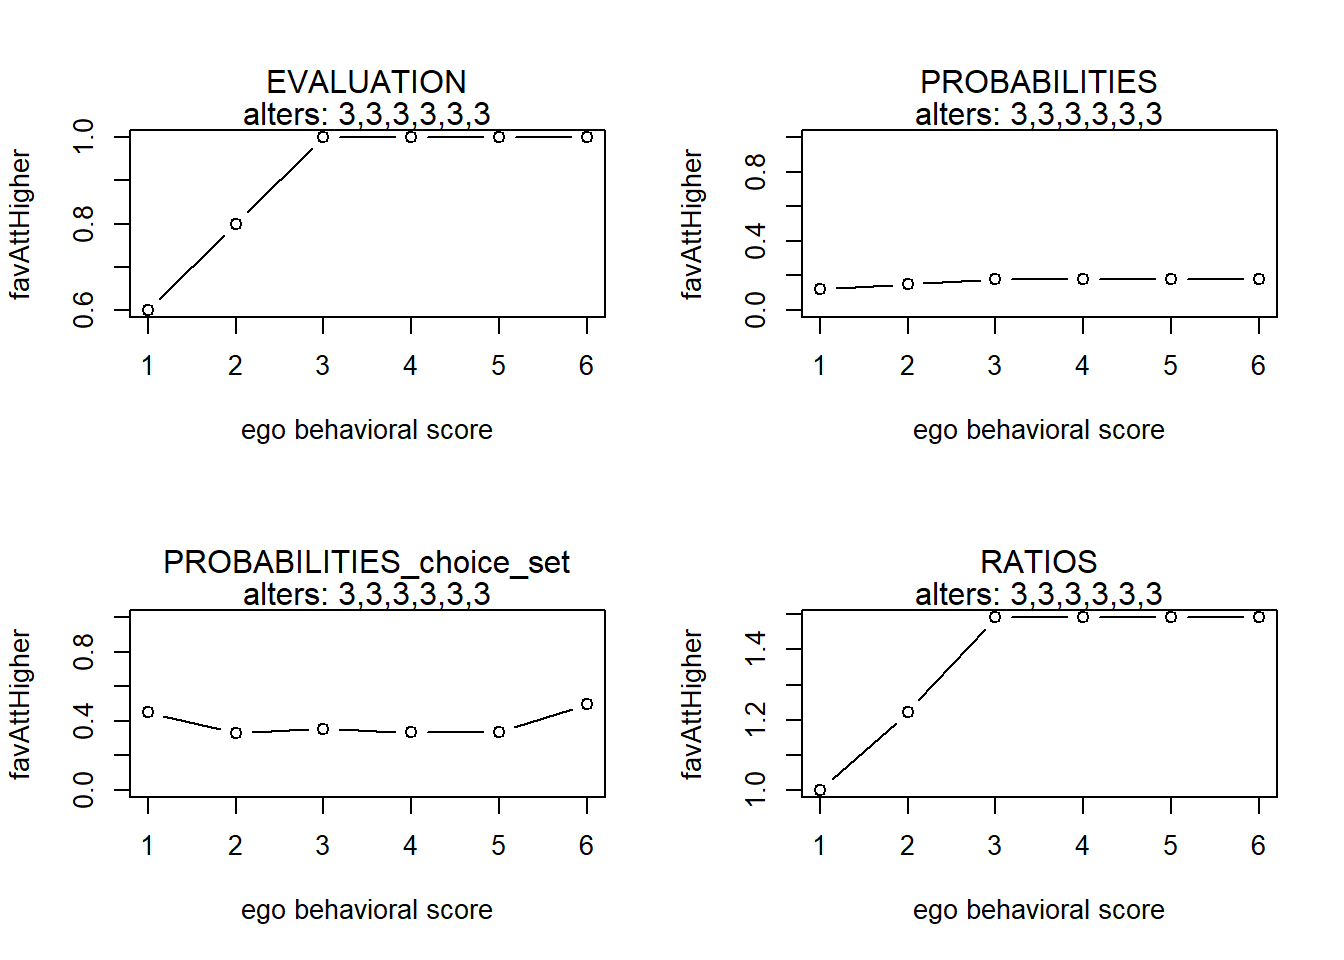 EVALUATION
alters: 3,3,3,3,3,3
favAttHigher
1.0
0.8
0.6
1 2 3 4 5 6
ego behavioral score
PROBABILITIES
alters: 3,3,3,3,3,3
favAttHigher
0.8
0.4
0.0
1 2 3 4 5 6
ego behavioral score
PROBABILITIES_choice_set
alters: 3,3,3,3,3,3
favAttHigher
0.8
0.4
0.0
1 2 3 4 5 6
ego behavioral score
RATIOS
alters: 3,3,3,3,3,3
favAttHigher
1.4
1.2
1.0
1 2 3 4 5 6
ego behavioral score